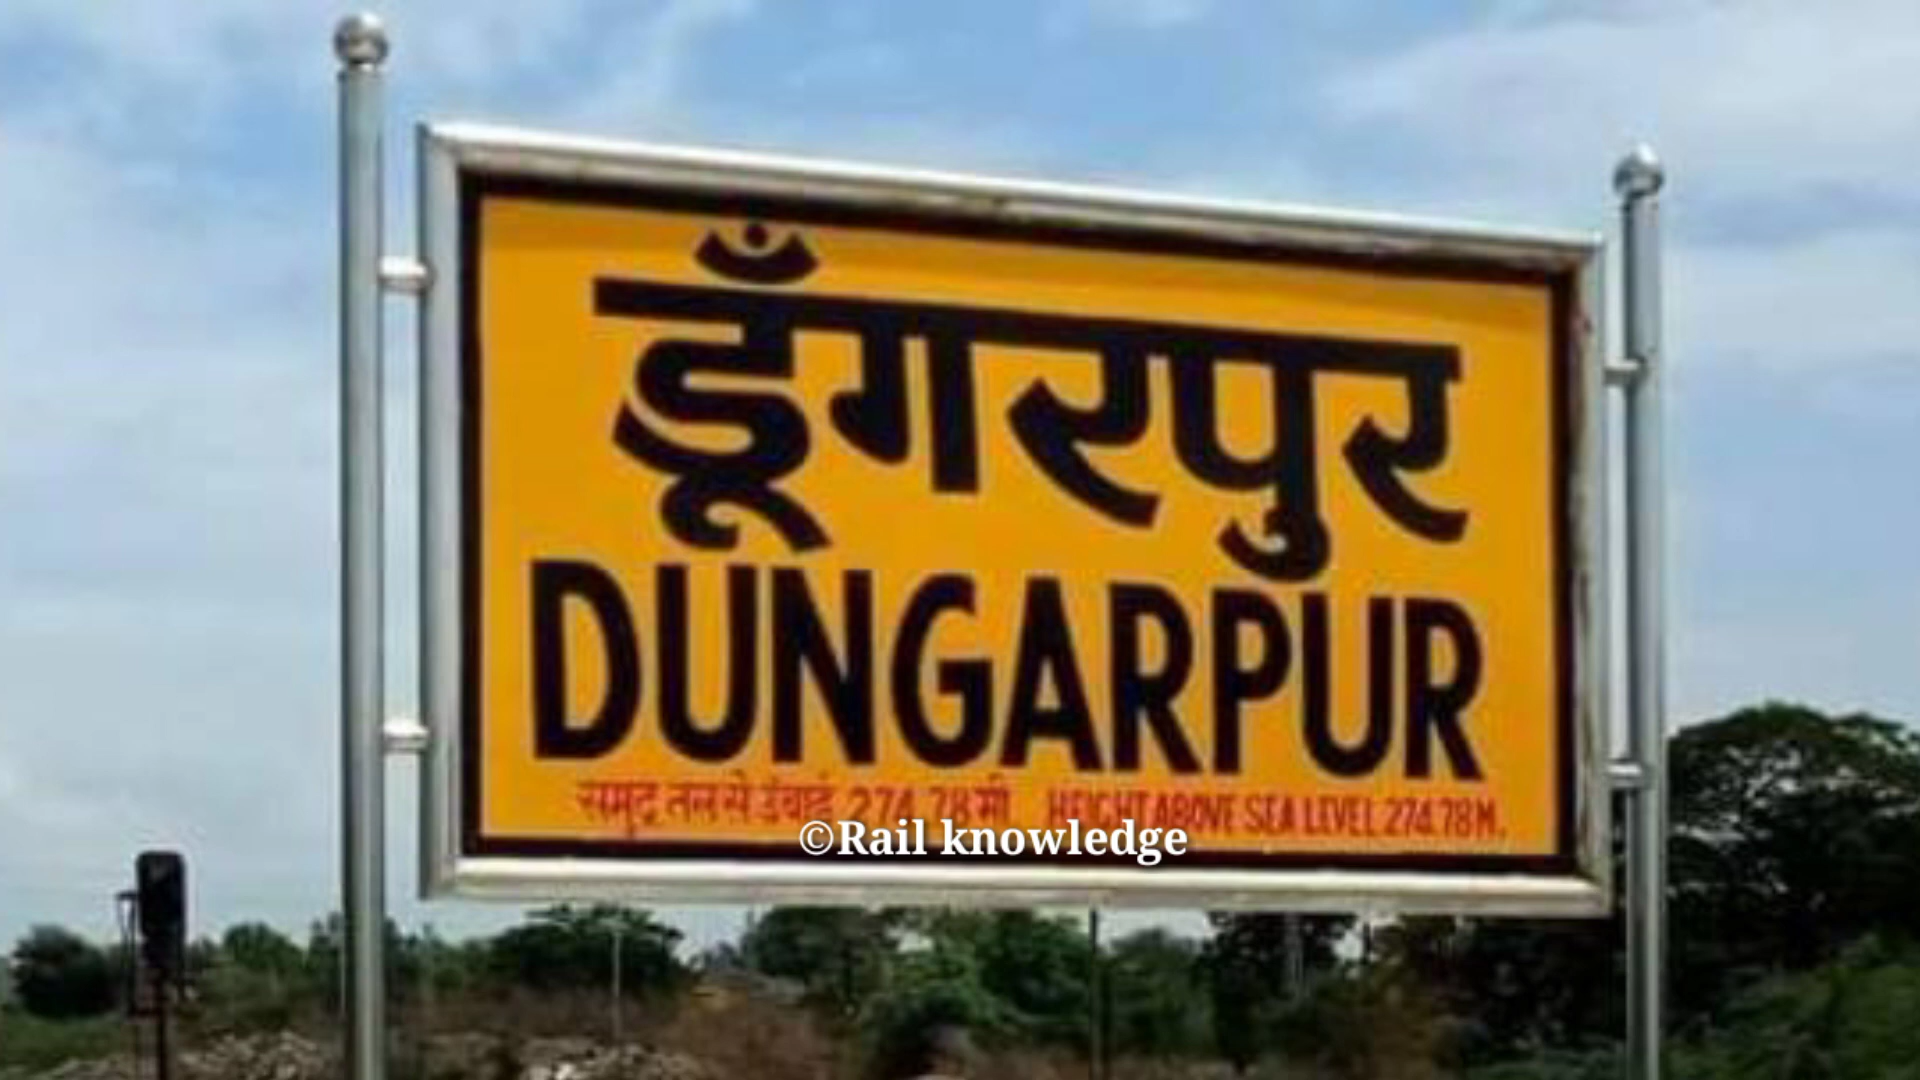 डूँगरपुर
DUNGARPUR
समुद्र तल से ऊंचाई 274.78 मी. HEIGHT ABOVE SEA LEVEL 274.78 M.
©Rail knowledge